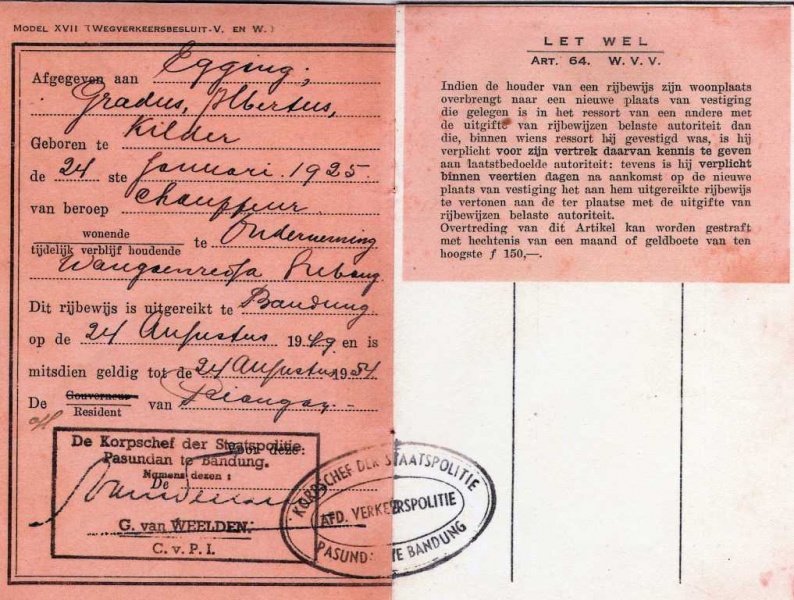 MODEL XVII (WEGVERKEERSBESLUIT-V. EN W.)
Afgegeven aan Egging,
Gradus, Albertus,
Geboren te Kilder
de 24 ste Januari 1925
van beroep chauffeur
wonende
tijdelijk verblijf houdende te Onderneming
Wangsenredja Subang
Dit rijbewijs is uitgereikt te Bandung
op de 24 Augustus 1949 en is
mitsdien geldig tot de 24 Augustus 1954
De Gouverneur
Resident van Priangan
De Korpschef der Staatspolitie
voor deze:
Pasundan te Bandung.
Namens dezen:
De
G. van WEELDEN.
C. v. P. I.
KORPSCHEF DER STAATSPOLITIE
AFD. VERKEERSPOLITIE
PASUNDAN TE BANDUNG
LET WEL
ART. 64. W. V. V.
Indien de houder van een rijbewijs zijn woonplaats
overbrengt naar een nieuwe plaats van vestiging
die gelegen is in het ressort van een andere met
de uitgifte van rijbewijzen belaste autoriteit dan
die, binnen wiens ressort hij gevestigd was, is hij
verplicht voor zijn vertrek daarvan kennis te geven
aan laatstbedoelde autoriteit: tevens is hij verplicht
binnen veertien dagen na aankomst op de nieuwe
plaats van vestiging het aan hem uitgereikte rijbewijs
te vertonen aan de ter plaatse met de uitgifte van
rijbewijzen belaste autoriteit.
Overtreding van dit Artikel kan worden gestraft
met hechtenis van een maand of geldboete van ten
hoogste ƒ 150,—.